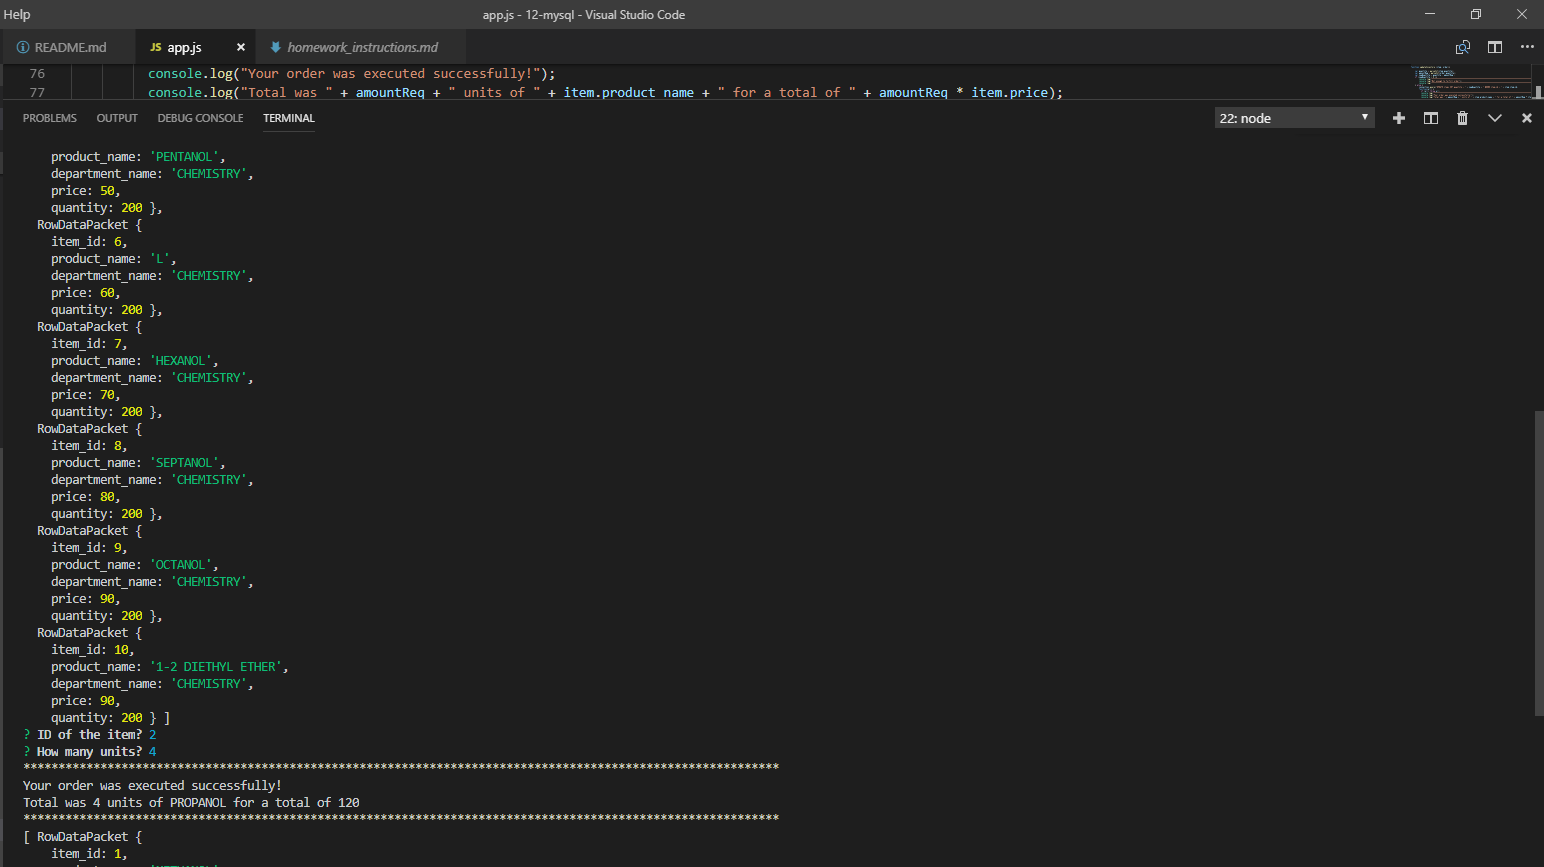 Help
app.js - 12-mysql - Visual Studio Code
README.md
JS app.js
homework_instructions.md
76 console.log("Your order was executed successfully!");
77 console.log("Total was " + amountReq + " units of " + item.product_name + " for a total of " + amountReq * item.price);
PROBLEMS OUTPUT DEBUG CONSOLE TERMINAL
22: node
product_name: 'PENTANOL',
department_name: 'CHEMISTRY',
price: 50,
quantity: 200 },
RowDataPacket {
item_id: 6,
product_name: 'L',
department_name: 'CHEMISTRY',
price: 60,
quantity: 200 },
RowDataPacket {
item_id: 7,
product_name: 'HEXANOL',
department_name: 'CHEMISTRY',
price: 70,
quantity: 200 },
RowDataPacket {
item_id: 8,
product_name: 'SEPTANOL',
department_name: 'CHEMISTRY',
price: 80,
quantity: 200 },
RowDataPacket {
item_id: 9,
product_name: 'OCTANOL',
department_name: 'CHEMISTRY',
price: 90,
quantity: 200 },
RowDataPacket {
item_id: 10,
product_name: '1-2 DIETHYL ETHER',
department_name: 'CHEMISTRY',
price: 90,
quantity: 200 } ]
? ID of the item? 2
? How many units? 4
************************************************************************************************************
Your order was executed successfully!
Total was 4 units of PROPANOL for a total of 120
************************************************************************************************************
[ RowDataPacket {
item_id: 1,